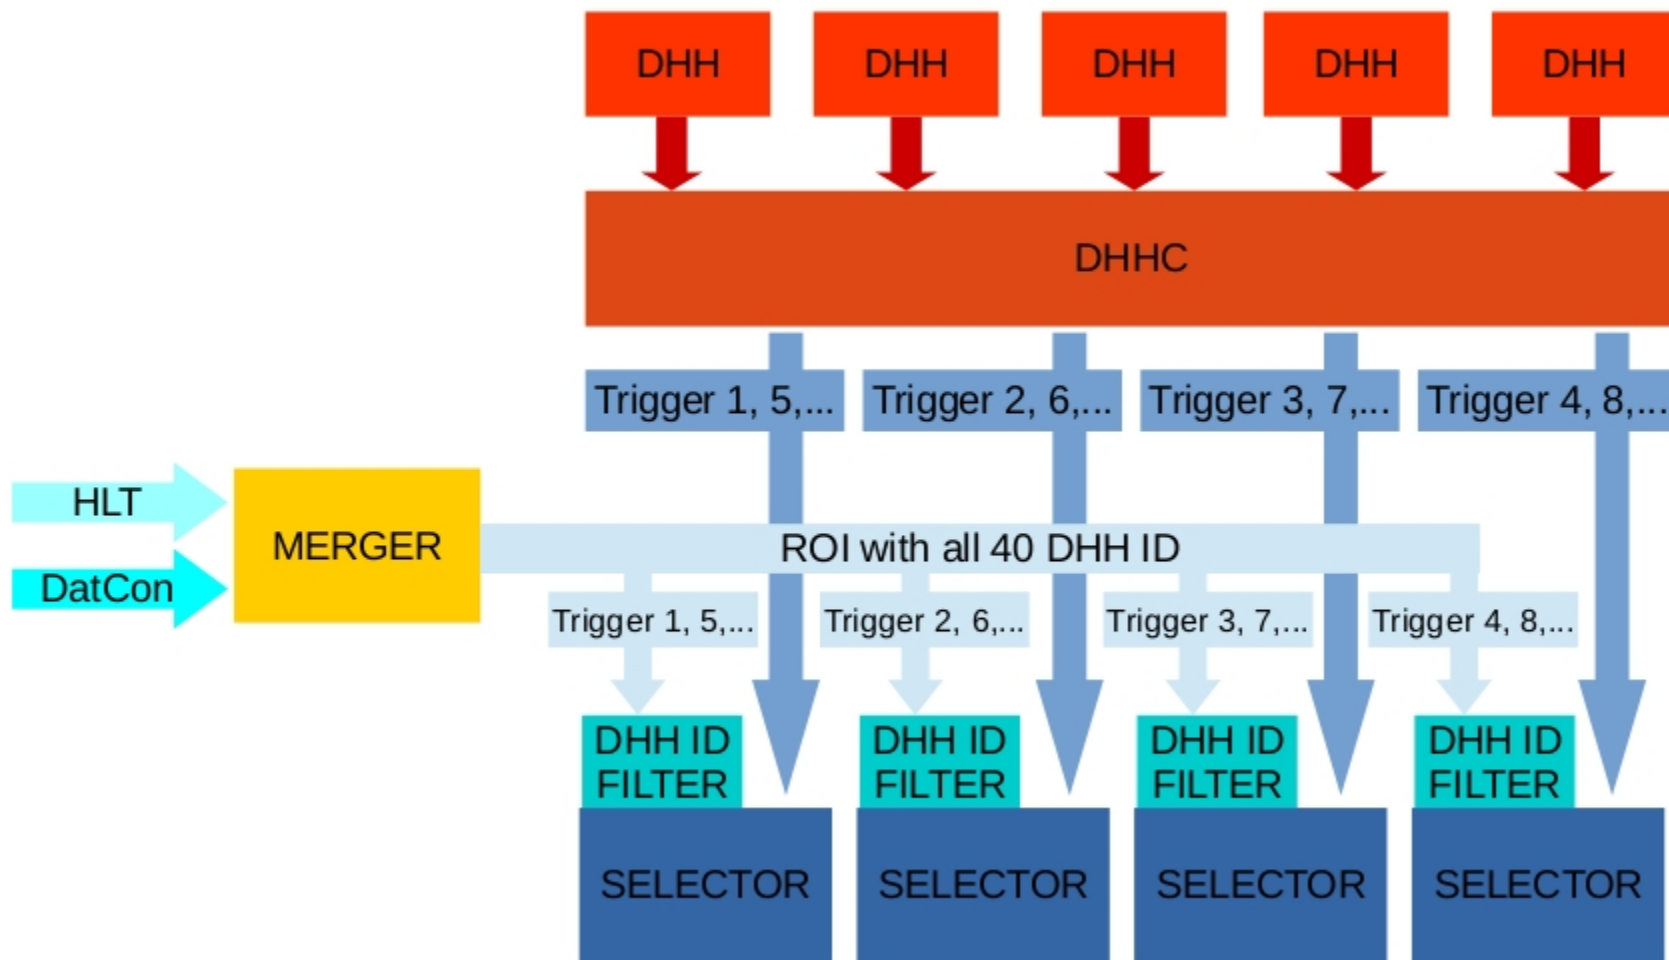 DHH DHH DHH DHH DHH
DHHC
Trigger 1, 5,... Trigger 2, 6,... Trigger 3, 7,... Trigger 4, 8,...
HLT
MERGER
ROI with all 40 DHH ID
DatCon
Trigger 1, 5,... Trigger 2, 6,... Trigger 3, 7,... Trigger 4, 8,...
DHH ID DHH ID DHH ID DHH ID
FILTER FILTER FILTER FILTER
SELECTOR SELECTOR SELECTOR SELECTOR